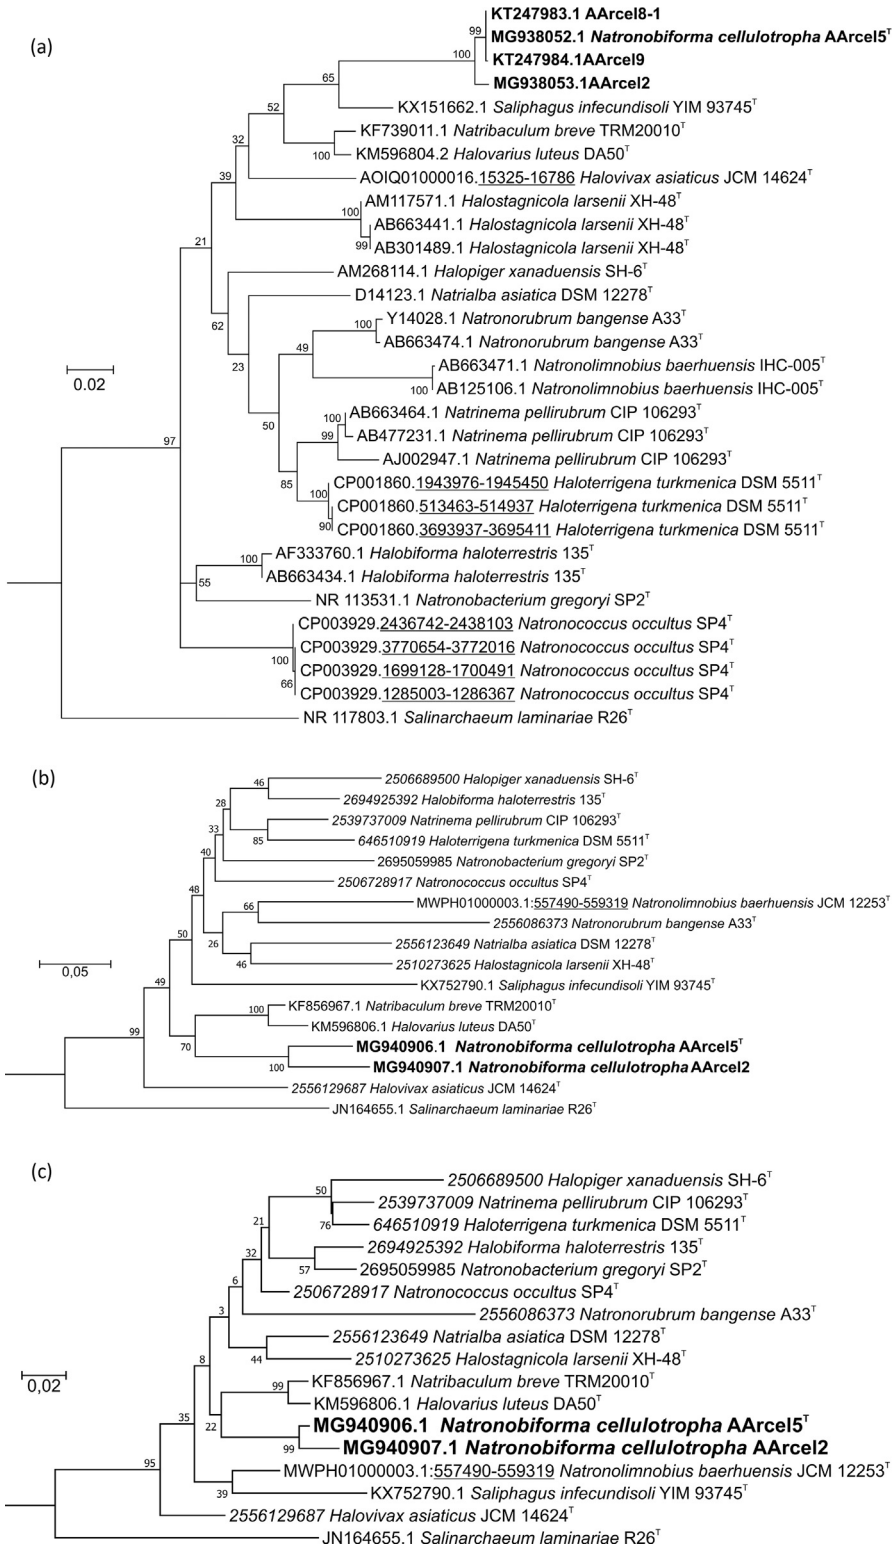 (a)
KT247983.1 AArcel8-1
99
MG938052.1 Natronobiforma cellulotropha AArcel5T
100
KT247984.1AArcel9
65
MG938053.1AArcel2
52
KX151662.1 Saliphagus infecundisoli YIM 93745T
KF739011.1 Natribaculum breve TRM20010T
32
100
KM596804.2 Halovarius luteus DA50T
39
AOIQ01000016.15325-16786 Halovivax asiaticus JCM 14624T
AM117571.1 Halostagnicola larsenii XH-48T
100
AB663441.1 Halostagnicola larsenii XH-48T
21
99
AB301489.1 Halostagnicola larsenii XH-48T
AM268114.1 Halopiger xanaduensis SH-6T
D14123.1 Natrialba asiatica DSM 12278T
62
100
Y14028.1 Natronorubrum bangense A33T
49
AB663474.1 Natronorubrum bangense A33T
23
AB663471.1 Natronolimnobius baerhuensis IHC-005T
0.02
100
AB125106.1 Natronolimnobius baerhuensis IHC-005T
AB663464.1 Natrinema pellirubrum CIP 106293T
100
50
AB477231.1 Natrinema pellirubrum CIP 106293T
97
99
AJ002947.1 Natrinema pellirubrum CIP 106293T
85
CP001860.1943976-1945450 Haloterrigena turkmenica DSM 5511T
100
CP001860.513463-514937 Haloterrigena turkmenica DSM 5511T
90
CP001860.3693937-3695411 Haloterrigena turkmenica DSM 5511T
AF333760.1 Halobiforma haloterrestris 135T
100
AB663434.1 Halobiforma haloterrestris 135T
55
NR 113531.1 Natronobacterium gregoryi SP2T
CP003929.2436742-2438103 Natronococcus occultus SP4T
CP003929.3770654-3772016 Natronococcus occultus SP4T
100
CP003929.1699128-1700491 Natronococcus occultus SP4T
66
CP003929.1285003-1286367 Natronococcus occultus SP4T
NR 117803.1 Salinarchaeum laminariae R26T
(b)
46
2506689500 Halopiger xanaduensis SH-6T
28
2694925392 Halobiforma haloterrestris 135T
2539737009 Natrinema pellirubrum CIP 106293T
33
85
646510919 Haloterrigena turkmenica DSM 5511T
40
2695059985 Natronobacterium gregoryi SP2T
2506728917 Natronococcus occultus SP4T
48
66
MWPH01000003.1:557490-559319 Natronolimnobius baerhuensis JCM 12253T
2556086373 Natronorubrum bangense A33T
50
26
2556123649 Natrialba asiatica DSM 12278T
46
2510273625 Halostagnicola larsenii XH-48T
0,05
49
KX752790.1 Saliphagus infecundisoli YIM 93745T
100
KF856967.1 Natribaculum breve TRM20010T
KM596806.1 Halovarius luteus DA50T
99
70
MG940906.1 Natronobiforma cellulotropha AArcel5T
100
MG940907.1 Natronobiforma cellulotropha AArcel2
2556129687 Halovivax asiaticus JCM 14624T
JN164655.1 Salinarchaeum laminariae R26T
(c)
2506689500 Halopiger xanaduensis SH-6T
50
2539737009 Natrinema pellirubrum CIP 106293T
21
76
646510919 Haloterrigena turkmenica DSM 5511T
32
2694925392 Halobiforma haloterrestris 135T
57
2695059985 Natronobacterium gregoryi SP2T
6
2506728917 Natronococcus occultus SP4T
3
2556086373 Natronorubrum bangense A33T
2556123649 Natrialba asiatica DSM 12278T
8
44
2510273625 Halostagnicola larsenii XH-48T
0,02
99
KF856967.1 Natribaculum breve TRM20010T
KM596806.1 Halovarius luteus DA50T
35
22
MG940906.1 Natronobiforma cellulotropha AArcel5T
99
MG940907.1 Natronobiforma cellulotropha AArcel2
95
MWPH01000003.1:557490-559319 Natronolimnobius baerhuensis JCM 12253T
39
KX752790.1 Saliphagus infecundisoli YIM 93745T
2556129687 Halovivax asiaticus JCM 14624T
JN164655.1 Salinarchaeum laminariae R26T